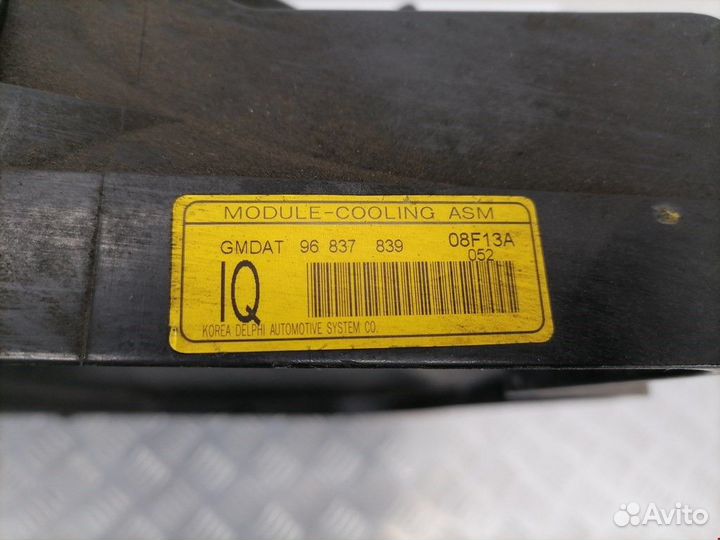 MODULE-COOLING ASM
GMDAT 96 837 839 08F13A
052
IQ
KOREA DELPHI AUTOMOTIVE SYSTEM CO.
Avito